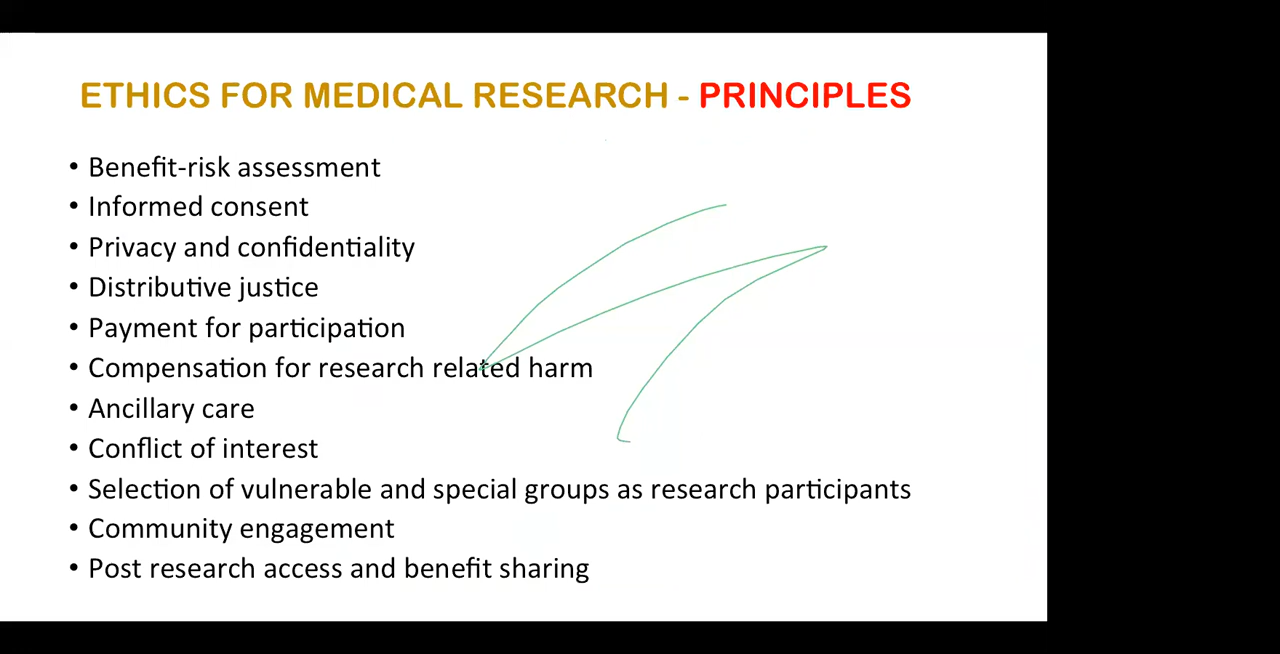 ETHICS FOR MEDICAL RESEARCH - PRINCIPLES
• Benefit-risk assessment
• Informed consent
• Privacy and confidentiality
• Distributive justice
• Payment for participation
• Compensation for research related harm
• Ancillary care
• Conflict of interest
• Selection of vulnerable and special groups as research participants
• Community engagement
• Post research access and benefit sharing